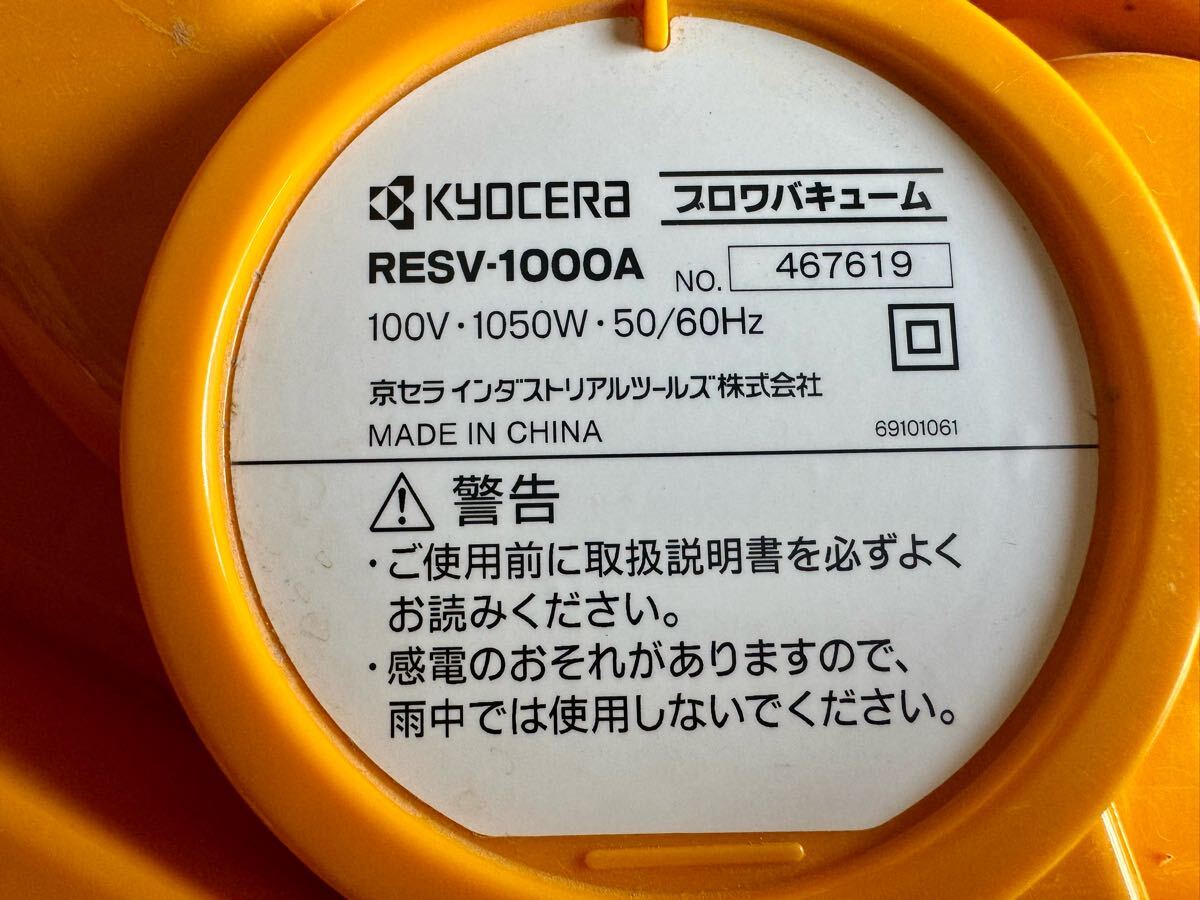 KYOCERA ブロワバキューム
RESV-1000A NO. 467619
100V・1050W・50/60Hz
京セラ インダストリアルツールズ株式会社
MADE IN CHINA 69101061
警告
・ご使用前に取扱説明書を必ずよく
お読みください。
・感電のおそれがありますので、
雨中では使用しないでください。